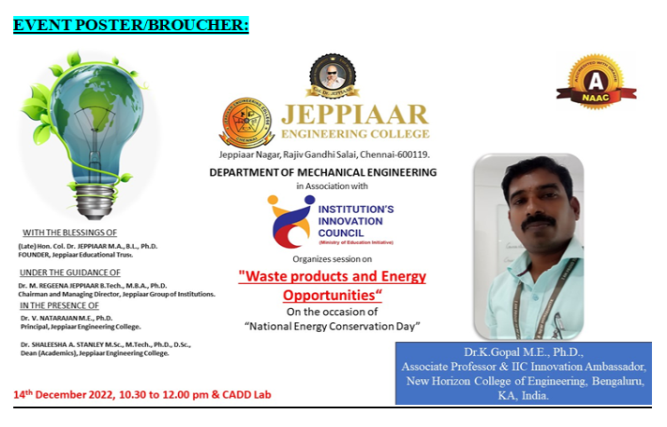 EVENT POSTER/BROUCHER:
JEPPIAAR
ENGINEERING COLLEGE
Jeppiaar Nagar, Rajiv Gandhi Salai, Chennai-600119.
DEPARTMENT OF MECHANICAL ENGINEERING
in Association with
INSTITUTION'S
INNOVATION
COUNCIL
(Ministry of Education Initiative)
Organizes session on
"Waste products and Energy
Opportunities“
On the occasion of
“National Energy Conservation Day”
A
NAAC
WITH THE BLESSINGS OF
(Late) Hon. Col. Dr. JEPPIAAR M.A., B.L., Ph.D.
FOUNDER, Jeppiaar Educational Trust.
UNDER THE GUIDANCE OF
Dr. M. REGEENA JEPPIAAR B.Tech., M.B.A., Ph.D.
Chairman and Managing Director, Jeppiaar Group of Institutions.
IN THE PRESENCE OF
Dr. V. NATARAJAN M.E., Ph.D.
Principal, Jeppiaar Engineering College.
Dr. SHALEESHA A. STANLEY M.Sc., M.Tech., Ph.D., D.Sc.,
Dean (Academics), Jeppiaar Engineering College.
14th December 2022, 10.30 to 12.00 pm & CADD Lab
Dr.K.Gopal M.E., Ph.D.,
Associate Professor & IIC Innovation Ambassador,
New Horizon College of Engineering, Bengaluru,
KA, India.